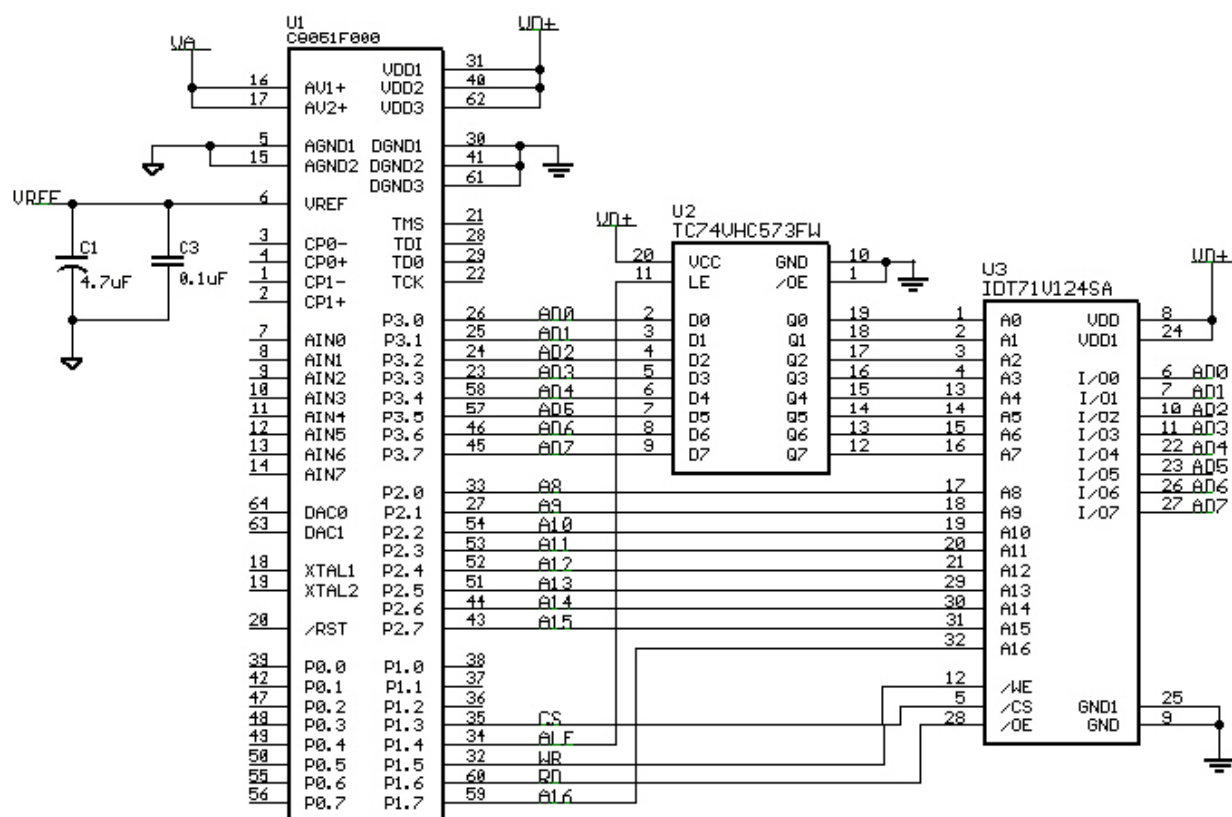 U1
C8051F000
VA
VD+
16 AV1+
17 AV2+
VDD1 31
VDD2 40
VDD3 62
5 AGND1
15 AGND2
DGND1 30
DGND2 41
DGND3 61
VREF 6 VREF
C1
4.7uF
C3
0.1uF
3 CP0-
4 CP0+
1 CP1-
2 CP1+
TMS 21
TDI 28
TDO 29
TCK 22
7 AIN0
8 AIN1
9 AIN2
10 AIN3
11 AIN4
12 AIN5
13 AIN6
14 AIN7
P3.0 26 AD0
P3.1 25 AD1
P3.2 24 AD2
P3.3 23 AD3
P3.4 58 AD4
P3.5 57 AD5
P3.6 46 AD6
P3.7 45 AD7
64 DAC0
63 DAC1
18 XTAL1
19 XTAL2
20 /RST
P2.0 33 A8
P2.1 27 A9
P2.2 54 A10
P2.3 53 A11
P2.4 52 A12
P2.5 51 A13
P2.6 44 A14
P2.7 43 A15
39 P0.0
42 P0.1
47 P0.2
48 P0.3
49 P0.4
50 P0.5
55 P0.6
56 P0.7
P1.0 38
P1.1 37
P1.2 36
P1.3 35 CS
P1.4 34 ALE
P1.5 32 WR
P1.6 60 RD
P1.7 59 A16
U2
TC74VHC573FW
VD+
20 VCC
11 LE
GND 10
/OE 1
2 D0 Q0 19
3 D1 Q1 18
4 D2 Q2 17
5 D3 Q3 16
6 D4 Q4 15
7 D5 Q5 14
8 D6 Q6 13
9 D7 Q7 12
U3
IDT71V124SA
VD+
1 A0
2 A1
3 A2
4 A3
13 A4
14 A5
15 A6
16 A7
17 A8
18 A9
19 A10
20 A11
21 A12
29 A13
30 A14
31 A15
32 A16
12 /WE
5 /CS
28 /OE
VDD 8
VDD1 24
I/O0 6 AD0
I/O1 7 AD1
I/O2 10 AD2
I/O3 11 AD3
I/O4 22 AD4
I/O5 23 AD5
I/O6 26 AD6
I/O7 27 AD7
GND1 25
GND 9